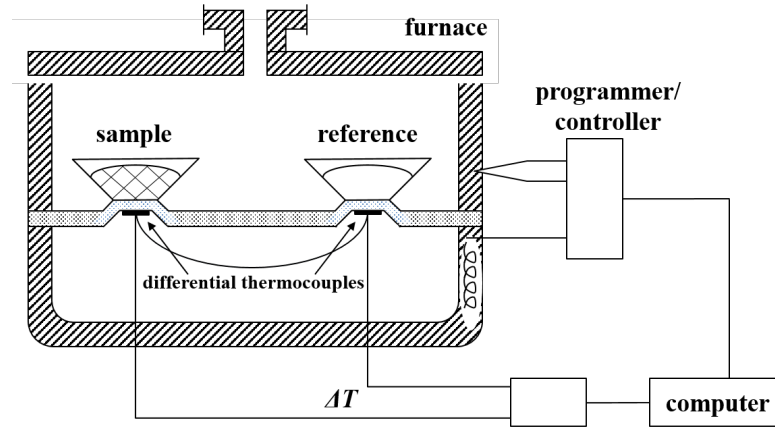 furnace
programmer/
controller
sample
reference
differential thermocouples
ΔT
computer